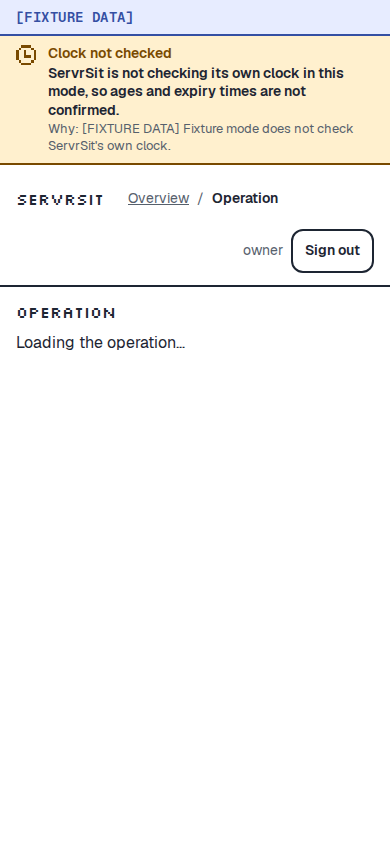 [FIXTURE DATA]
Clock not checked
ServrSit is not checking its own clock in this
mode, so ages and expiry times are not
confirmed.
Why: [FIXTURE DATA] Fixture mode does not check
ServrSit's own clock.
SERVRSIT Overview / Operation
owner Sign out
OPERATION
Loading the operation…